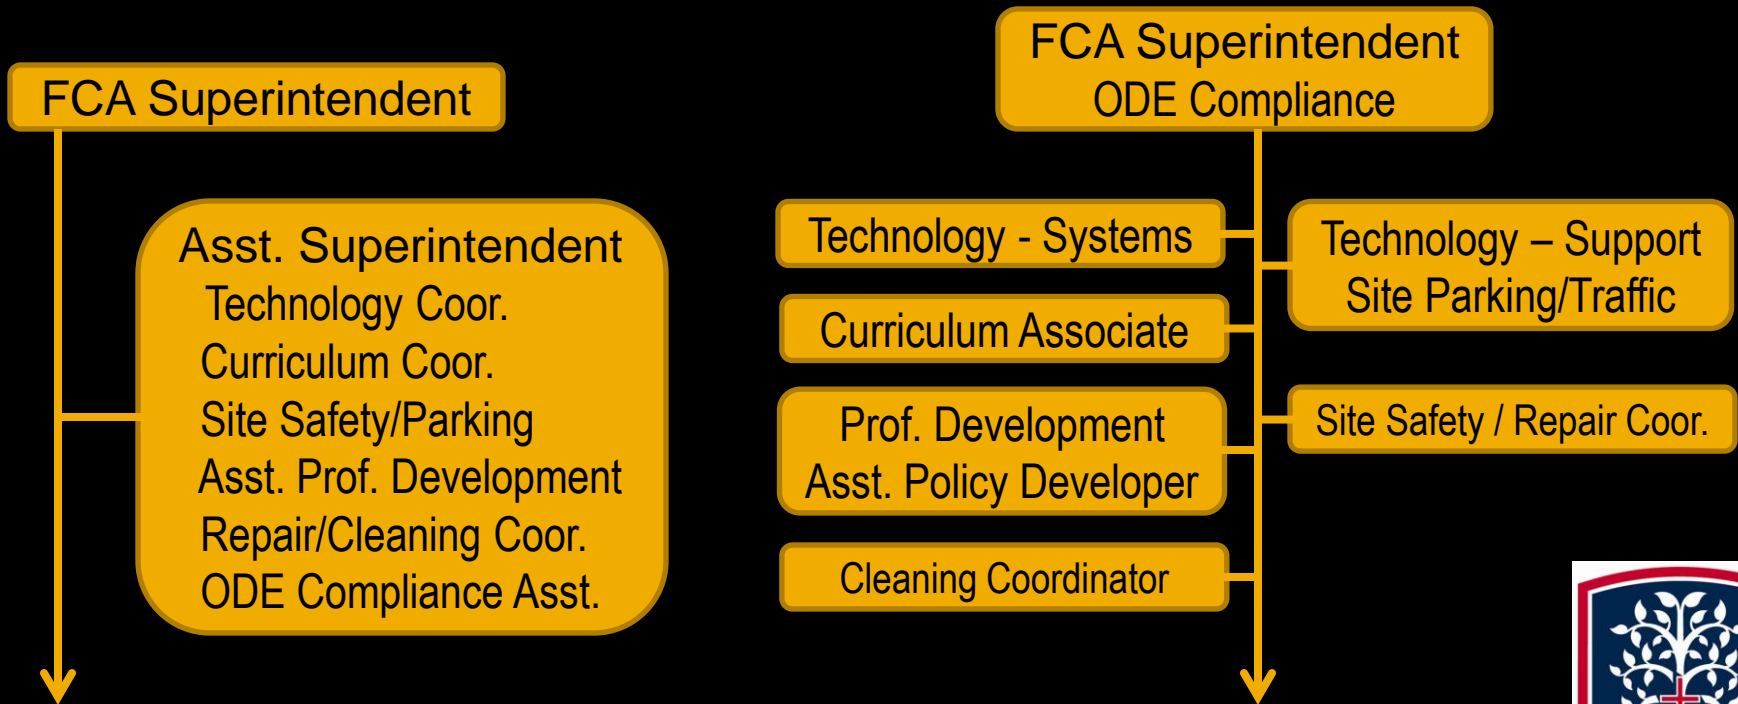 FCA Superintendent
Asst. Superintendent
Technology Coor.
Curriculum Coor.
Site Safety/Parking
Asst. Prof. Development
Repair/Cleaning Coor.
ODE Compliance Asst.
FCA Superintendent
ODE Compliance
Technology - Systems
Curriculum Associate
Prof. Development
Asst. Policy Developer
Cleaning Coordinator
Technology – Support
Site Parking/Traffic
Site Safety / Repair Coor.